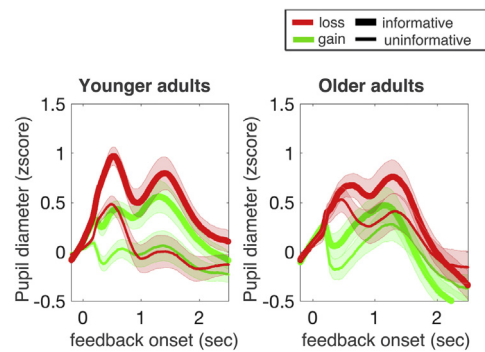 loss informative
gain uninformative
Younger adults Older adults
1.5 1.5
1 1
0.5 0.5
0 0
-0.5 -0.5
Pupil diameter (zscore) Pupil diameter (zscore)
0 1 2 0 1 2
feedback onset (sec) feedback onset (sec)